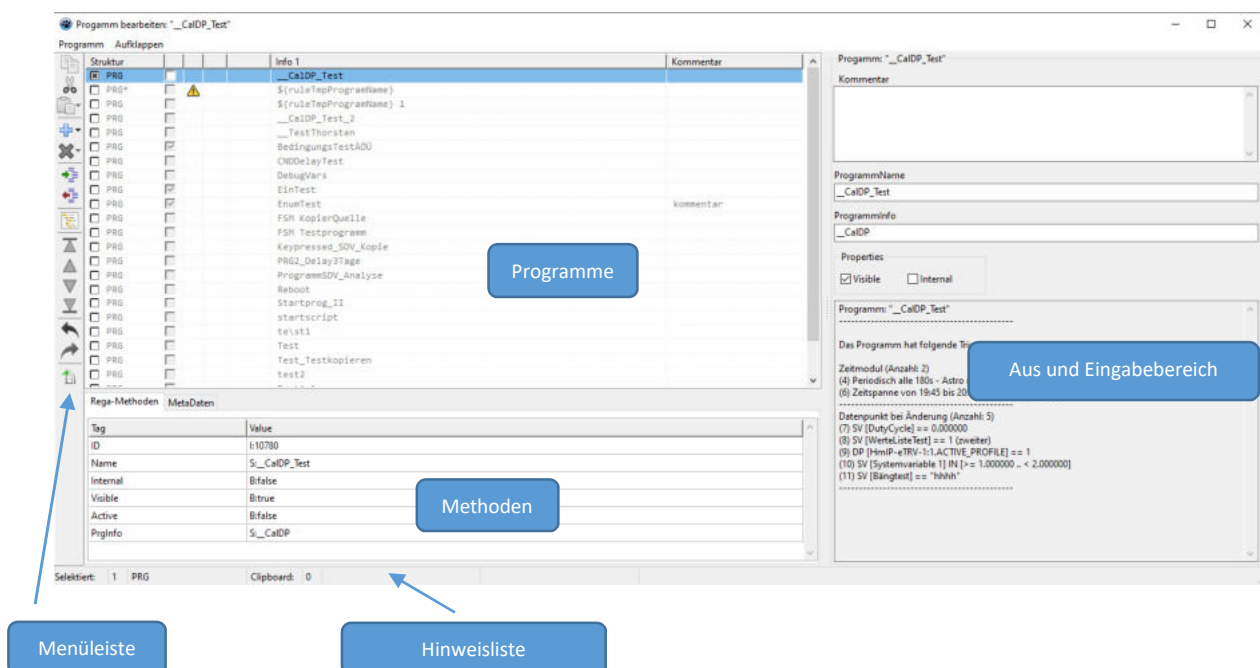 Progamm bearbeiten: "__CalDP_Test"
Programm Aufklappen
Struktur Info 1 Kommentar
PRG __CalDP_Test
PRG* ${ruleTmpProgramName}
PRG ${ruleTmpProgramName} 1
PRG __CalDP_Test_2
PRG __TestThorsten
PRG BedingungsTestÄÖÜ
PRG CNDDelayTest
PRG DebugVars
PRG EinTest
PRG EnumTest kommentar
PRG FSM KopierQuelle
PRG FSM Testprogramm
PRG Keypressed_SDV_Kopie
PRG PRG2_Delay3Tage
PRG ProgrammSDV_Analyse
PRG Reboot
PRG Startprog_II
PRG startscript
PRG te\st1
PRG Test
PRG Test_Testkopieren
PRG test2
Programme
Rega-Methoden MetaDaten
Tag Value
ID I:10780
Name S:__CalDP_Test
Internal B:false
Visible B:true
Active B:false
PrgInfo S:__CalDP
Methoden
Selektiert: 1 PRG Clipboard: 0
Progamm: "__CalDP_Test"
Kommentar
ProgrammName
__CalDP_Test
ProgrammInfo
__CalDP
Properties
Visible Internal
Programm: "__CalDP_Test"
Das Programm hat folgende
Zeitmodul (Anzahl: 2)
(4) Periodisch alle 180s - Astro
(6) Zeitspanne von 19:45 bis
Datenpunkt bei Änderung (Anzahl: 5)
(7) SV [DutyCycle] == 0.000000
(8) SV [WerteListeTest] == 1 (zweiter)
(9) DP [HmIP-eTRV-1:1.ACTIVE_PROFILE] == 1
(10) SV [Systemvariable 1] IN [>= 1.000000 .. < 2.000000]
(11) SV [Bängtest] == "hhhh"
Aus und Eingabebereich
Menüleiste
Hinweisliste